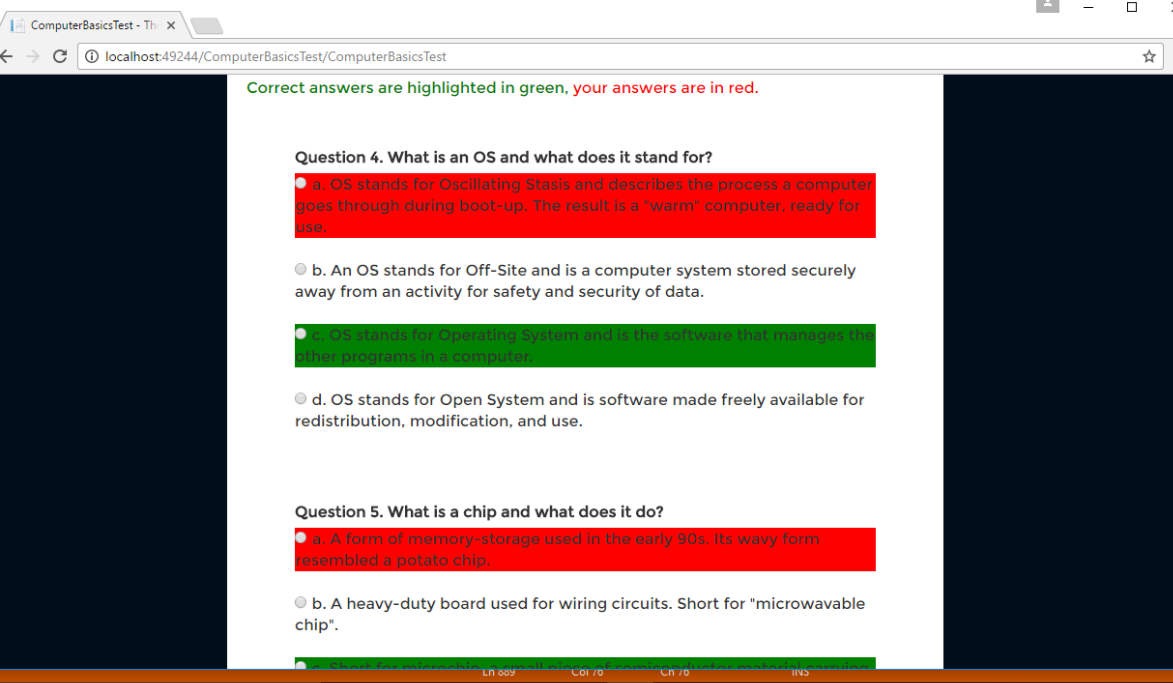 ComputerBasicsTest - Th
localhost:49244/ComputerBasicsTest/ComputerBasicsTest
Correct answers are highlighted in green, your answers are in red.
Question 4. What is an OS and what does it stand for?
a. OS stands for Oscillating Stasis and describes the process a computer
goes through during boot-up. The result is a "warm" computer, ready for
use.
b. An OS stands for Off-Site and is a computer system stored securely
away from an activity for safety and security of data.
c. OS stands for Operating System and is the software that manages the
other programs in a computer.
d. OS stands for Open System and is software made freely available for
redistribution, modification, and use.
Question 5. What is a chip and what does it do?
a. A form of memory-storage used in the early 90s. Its wavy form
resembled a potato chip.
b. A heavy-duty board used for wiring circuits. Short for "microwavable
chip".
c. Short for microchip, a small piece of semiconductor material carrying
Ln 889 Col 76 Ch 76 INS